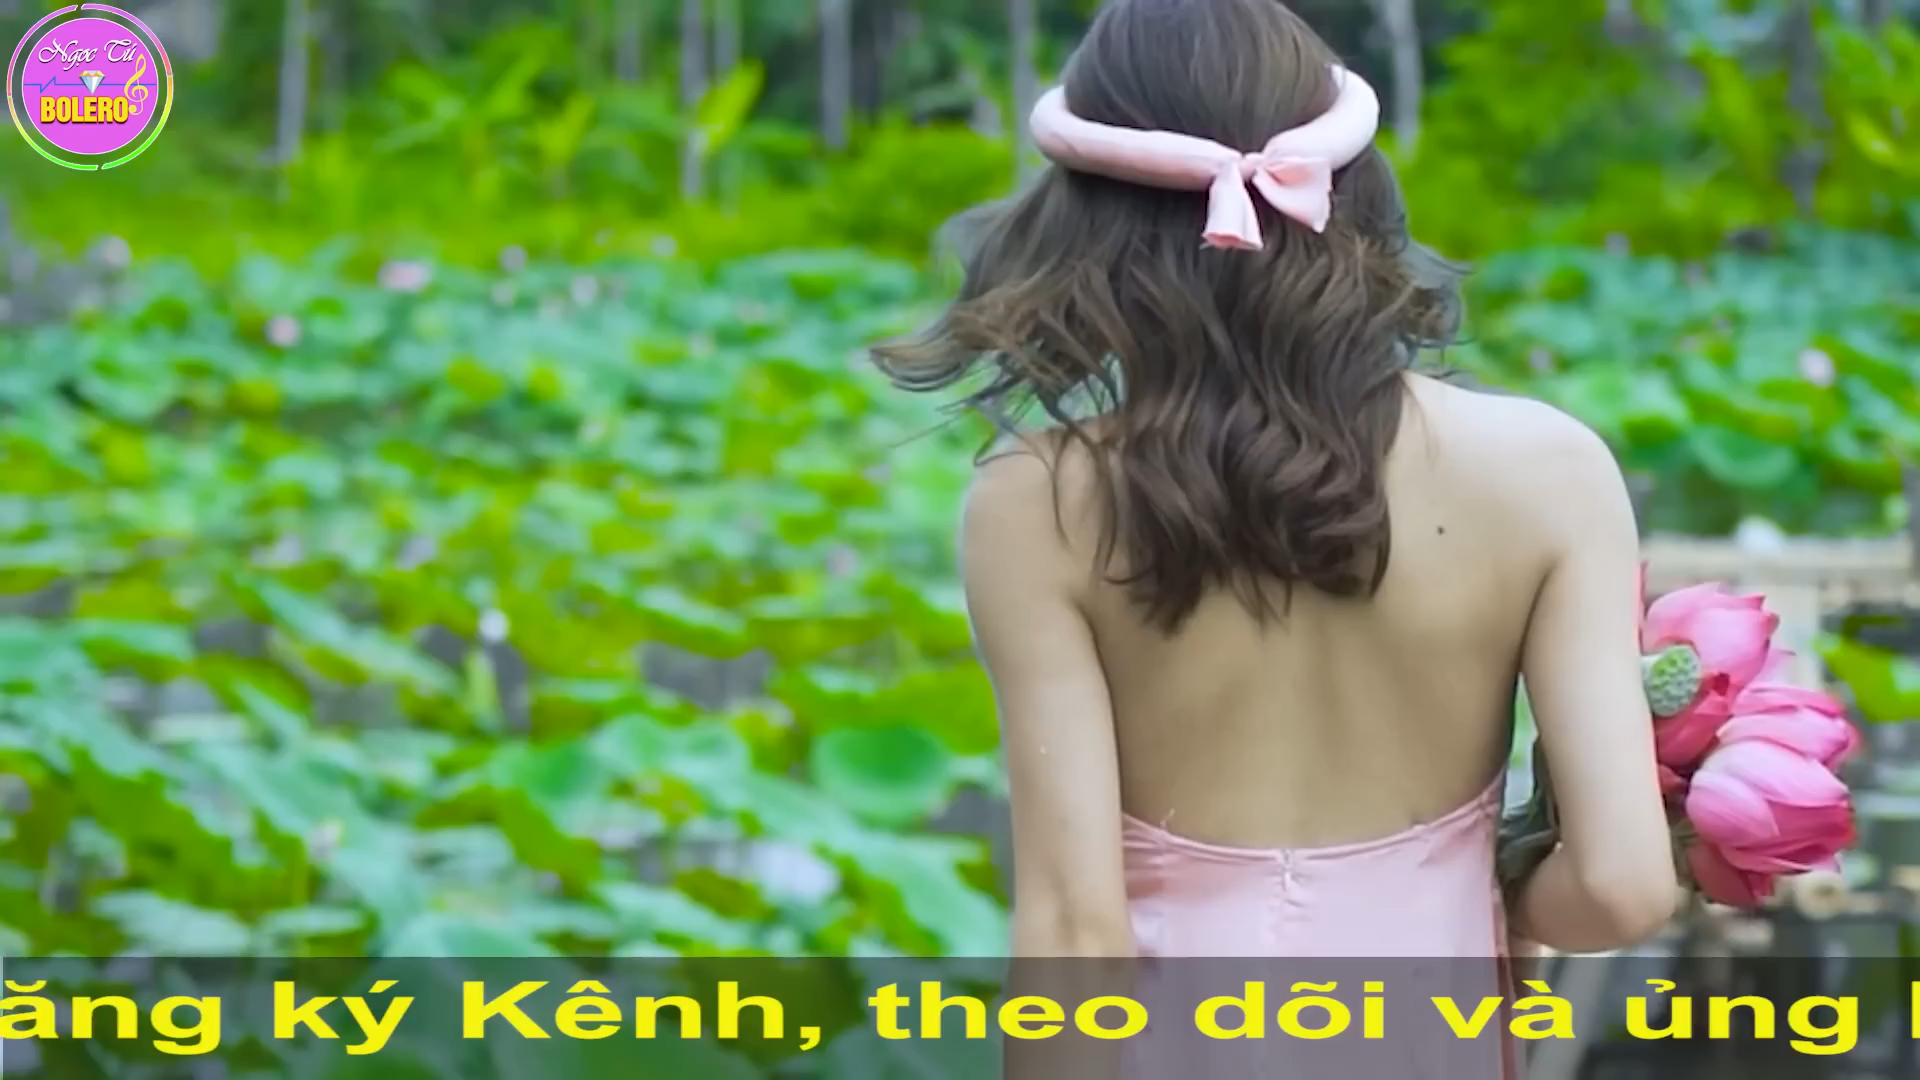 Ngọc Tú
BOLERO
ăng ký Kênh, theo dõi và ủng